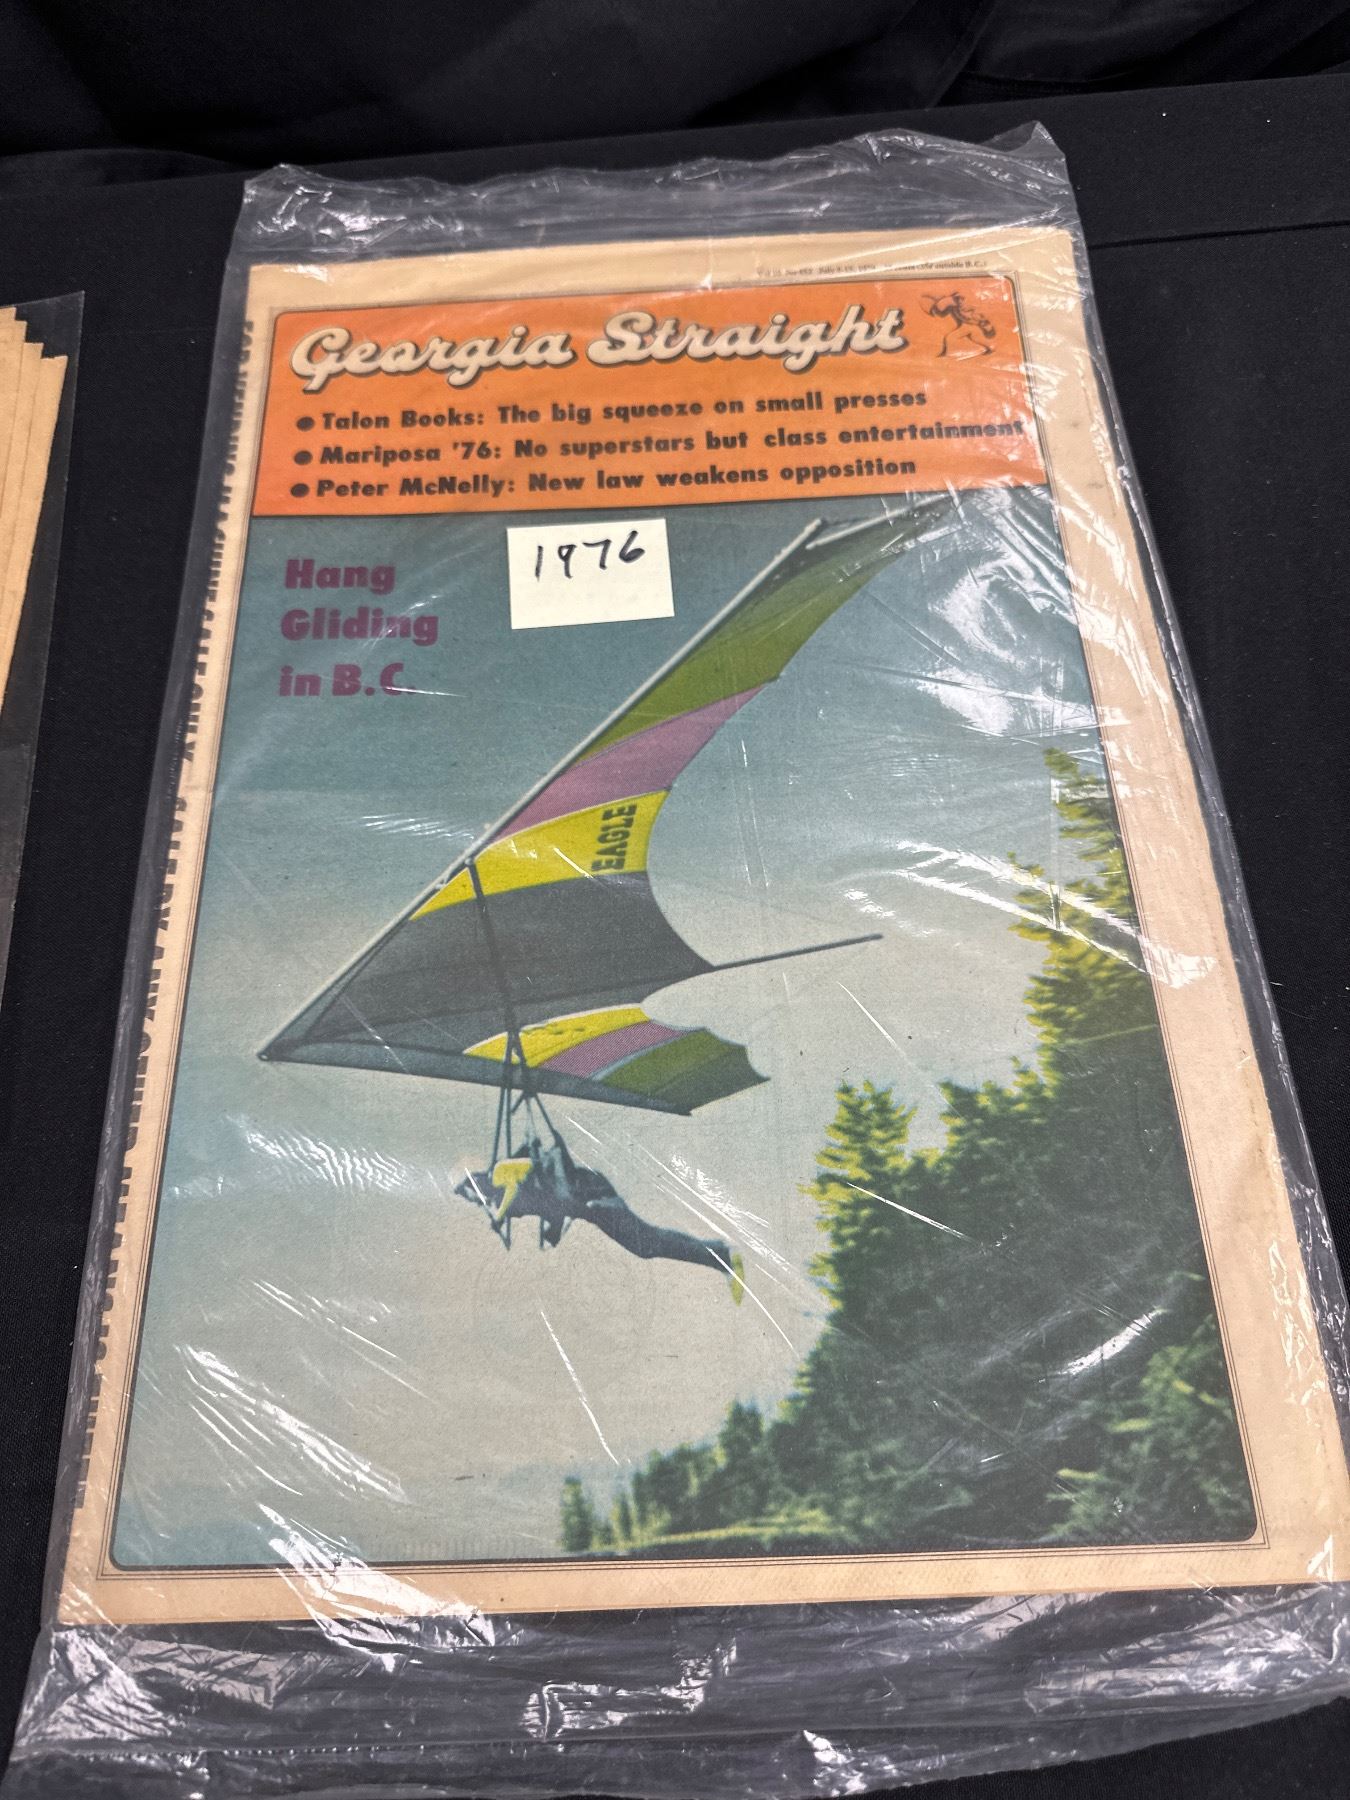 Georgia Straight
● Talon Books: The big squeeze on small presses
● Mariposa '76: No superstars but class entertainment
● Peter McNelly: New law weakens opposition
1976
Hang
Gliding
in B.C.
EAGLE